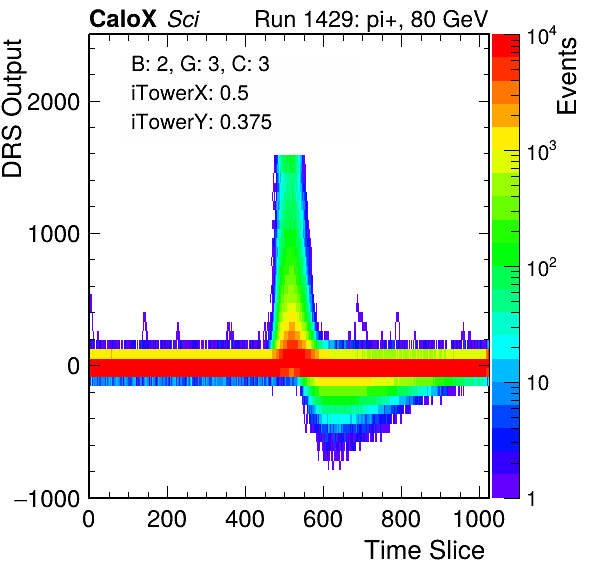 CaloX Sci Run 1429: pi+, 80 GeV
B: 2, G: 3, C: 3
iTowerX: 0.5
iTowerY: 0.375
DRS Output
2000
1000
0
−1000
0 200 400 600 800 1000
Time Slice
Events
10^4
10^3
10^2
10
1